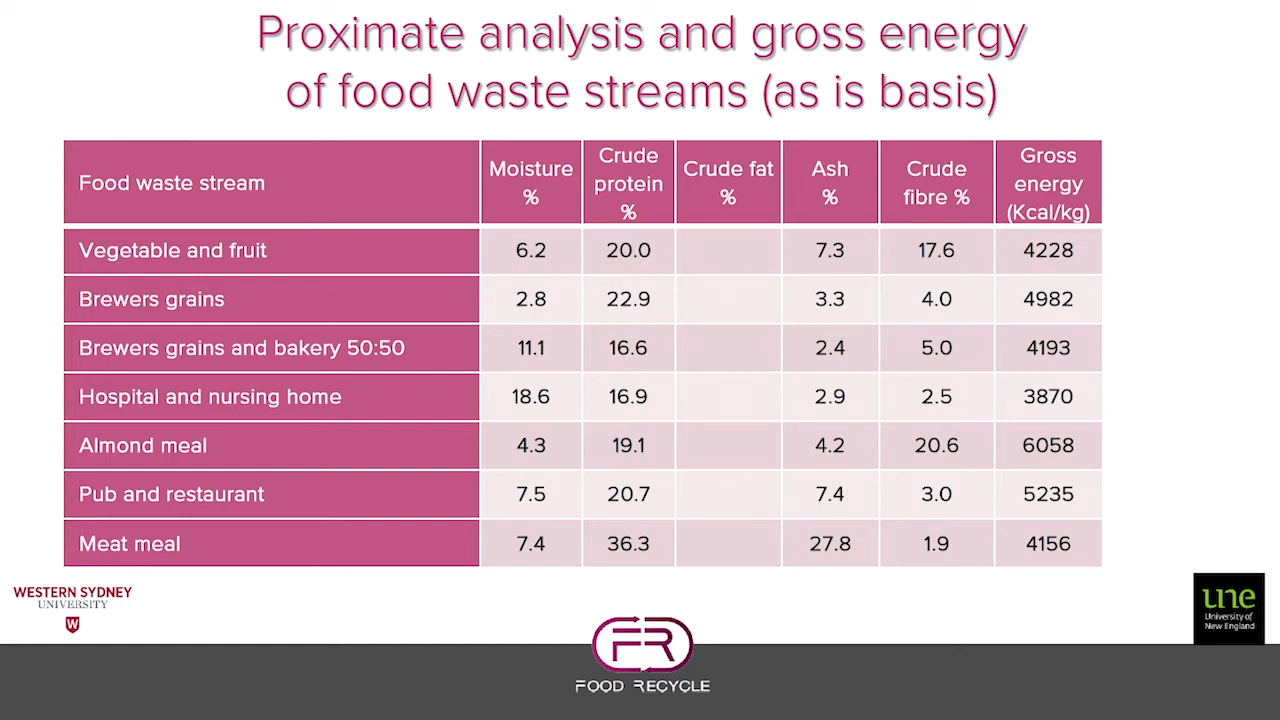 Proximate analysis and gross energy
of food waste streams (as is basis)
Food waste stream Moisture % Crude protein % Crude fat % Ash % Crude fibre % Gross energy (Kcal/kg)
Vegetable and fruit 6.2 20.0 7.3 17.6 4228
Brewers grains 2.8 22.9 3.3 4.0 4982
Brewers grains and bakery 50:50 11.1 16.6 2.4 5.0 4193
Hospital and nursing home 18.6 16.9 2.9 2.5 3870
Almond meal 4.3 19.1 4.2 20.6 6058
Pub and restaurant 7.5 20.7 7.4 3.0 5235
Meat meal 7.4 36.3 27.8 1.9 4156
WESTERN SYDNEY
UNIVERSITY
W
une
University of
New England
FR
FOOD RECYCLE